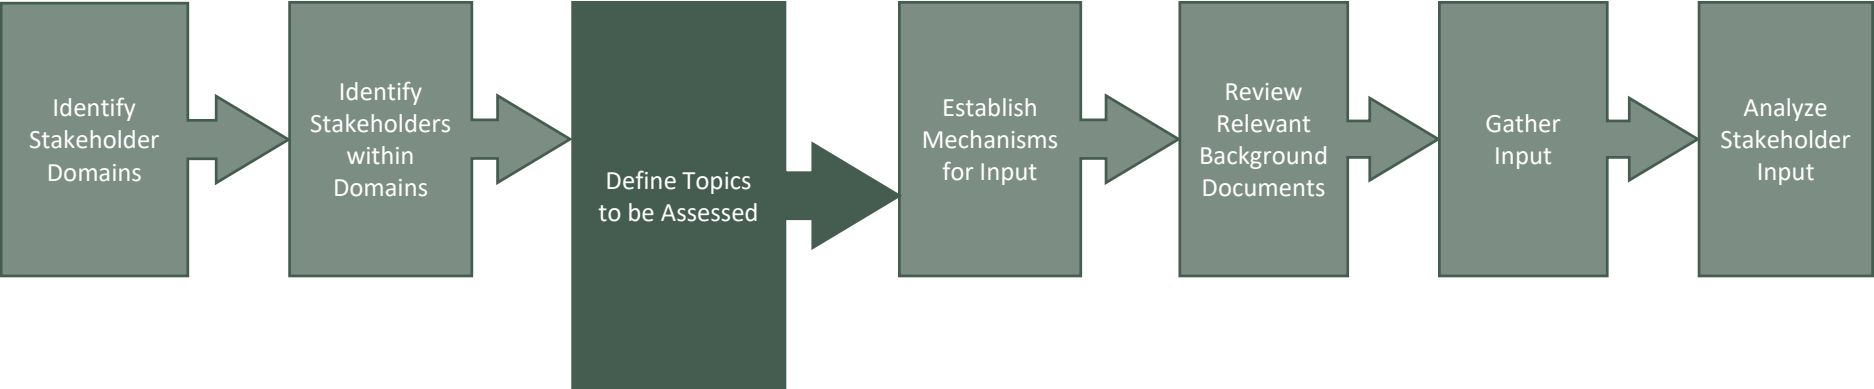 Identify
Stakeholder
Domains
Identify
Stakeholders
within
Domains
Define Topics
to be Assessed
Establish
Mechanisms
for Input
Review
Relevant
Background
Documents
Gather
Input
Analyze
Stakeholder
Input